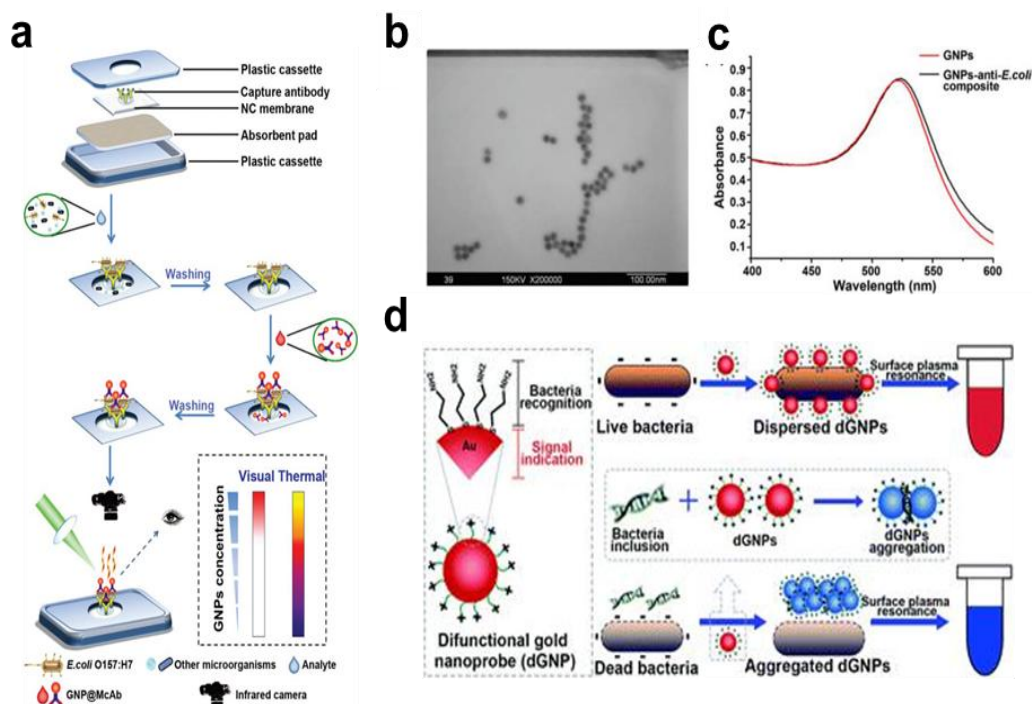 a
Plastic cassette
Capture antibody
NC membrane
Absorbent pad
Plastic cassette
Washing
Washing
Visual Thermal
GNPs concentration
E.coli O157:H7
Other microorganisms
Analyte
GNP@McAb
Infrared camera
b
39
150KV X200000
100.00nm
c
GNPs
GNPs-anti-E.coli
composite
Absorbance
0.9
0.8
0.7
0.6
0.5
0.4
0.3
0.2
0.1
400
450
500
550
600
Wavelength (nm)
d
NH2
NH2
NH2
NH2
Bacteria
recognition
Au
Signal
indication
Difunctional gold
nanoprobe (dGNP)
Live bacteria
Dispersed dGNPs
Surface plasma
resonance
Bacteria
inclusion
dGNPs
dGNPs
aggregation
Dead bacteria
Aggregated dGNPs
Surface plasma
resonance